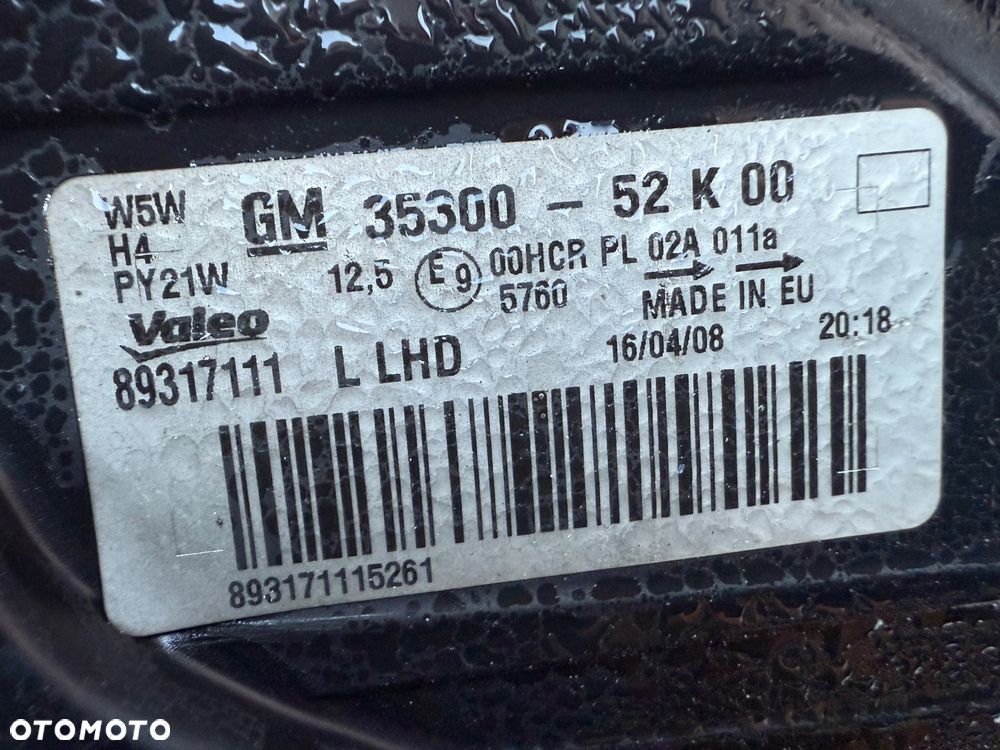 W5W
H4
PY21W
GM 35300 - 52 K 00
12,5 E9 00HCR PL 02A 011a
5760
MADE IN EU
Valeo
16/04/08 20:18
89317111 L LHD
893171115261
OTOMOTO